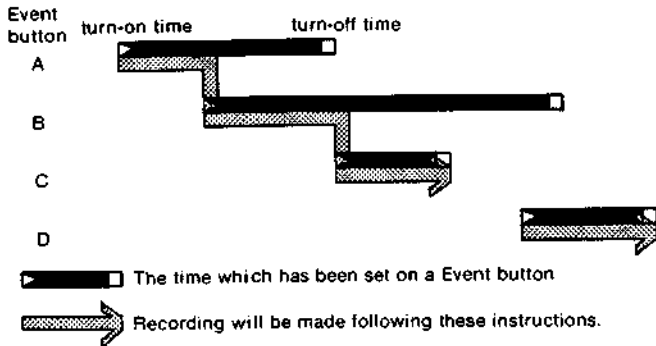 Event
button
turn-on time
turn-off time
A
B
C
D
The time which has been set on a Event button
Recording will be made following these instructions.